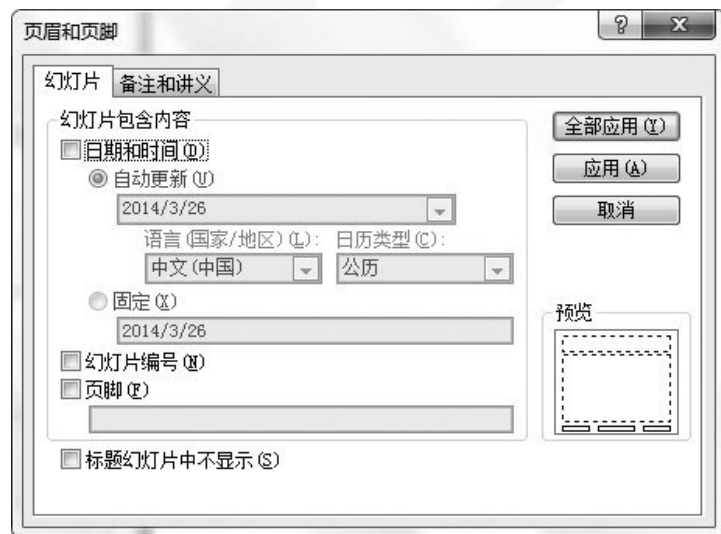 页眉和页脚
幻灯片 备注和讲义
幻灯片包含内容
日期和时间(D)
自动更新(U)
2014/3/26
语言(国家/地区)(L): 日历类型(C):
中文(中国) 公历
固定(X)
2014/3/26
幻灯片编号(N)
页脚(F)
标题幻灯片中不显示(S)
全部应用(Y)
应用(A)
取消
预览